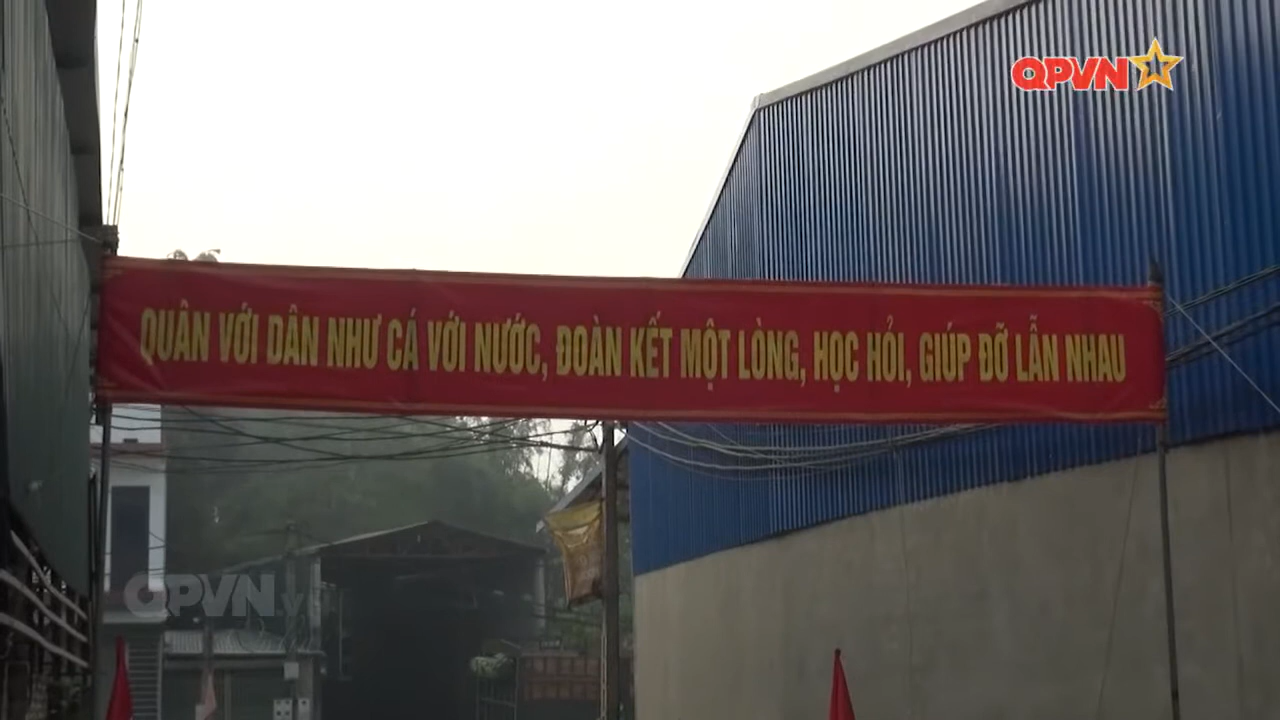 QPVN
QUÂN VỚI DÂN NHƯ CÁ VỚI NƯỚC, ĐOÀN KẾT MỘT LÒNG, HỌC HỎI, GIÚP ĐỠ LẪN NHAU
QPVN.vn